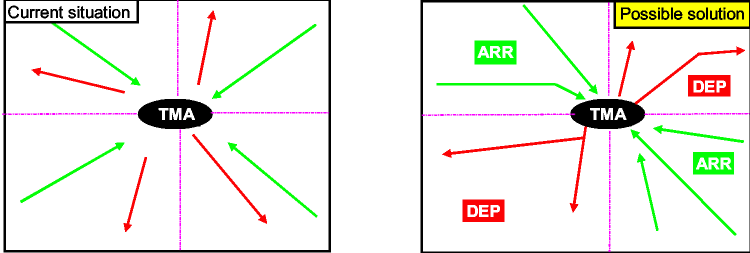 Current situation
TMA
Possible solution
ARR
DEP
TMA
ARR
DEP